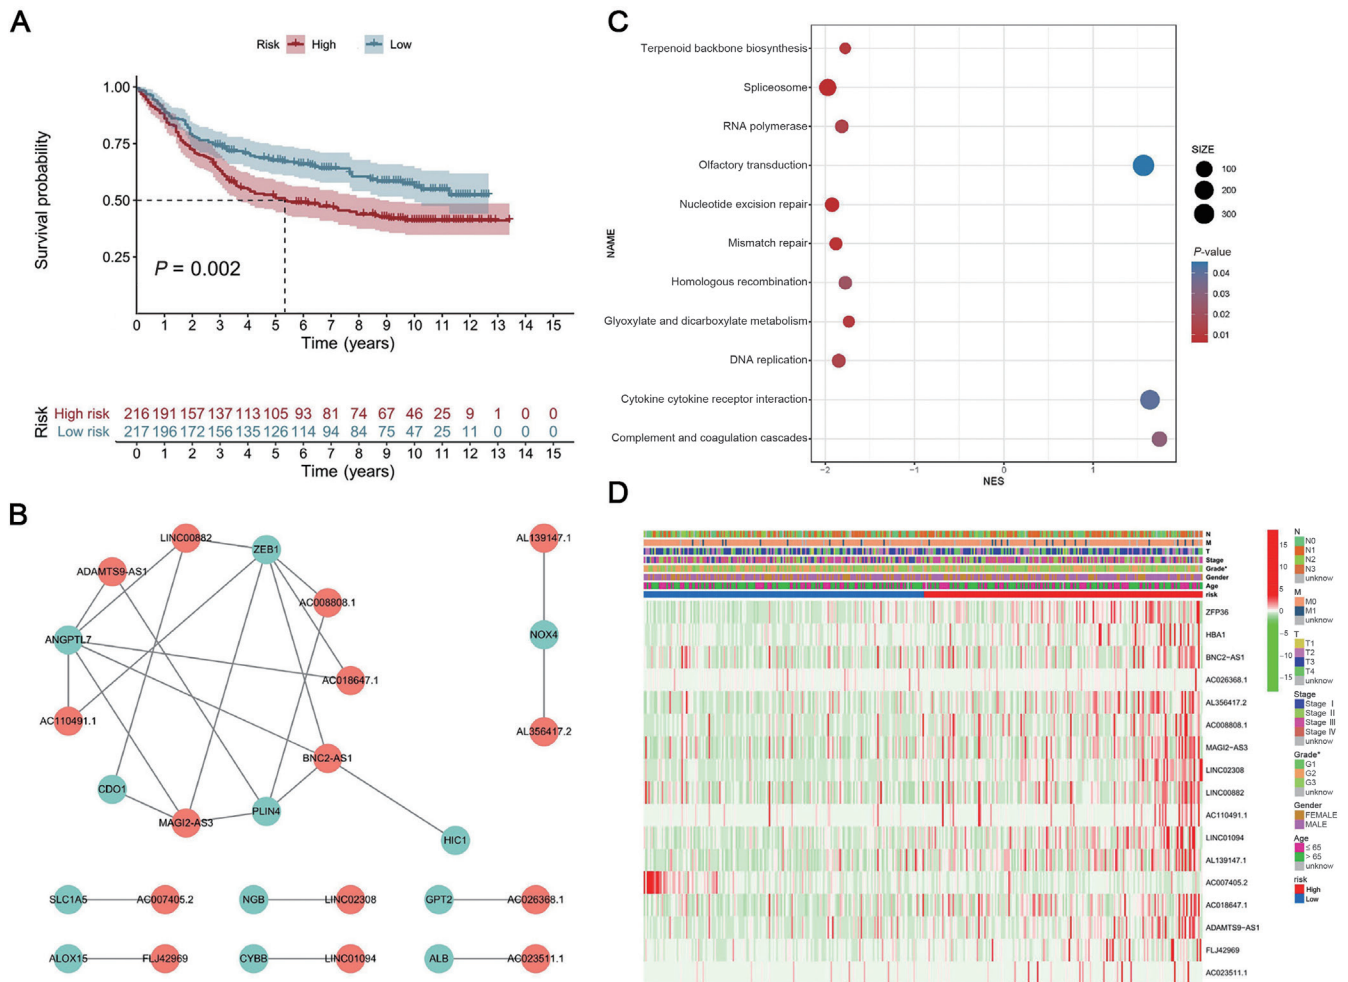 A
Risk High Low
Survival probability
1.00
0.75
0.50
0.25
P = 0.002
0 1 2 3 4 5 6 7 8 9 10 11 12 13 14 15
Time (years)
Risk
High risk 216 191 157 137 113 105 93 81 74 67 46 25 9 1 0 0
Low risk 217 196 172 156 135 126 114 94 84 75 47 25 11 0 0 0
0 1 2 3 4 5 6 7 8 9 10 11 12 13 14 15
Time (years)
B
LINC00882
ZEB1
AL139147.1
ADAMTS9-AS1
AC008808.1
ANGPTL7
NOX4
AC018647.1
AC110491.1
AL356417.2
BNC2-AS1
CDO1
PLIN4
MAGI2-AS3
HIC1
SLC1A5 AC007405.2 NGB LINC02308 GPT2 AC026368.1
ALOX15 FLJ42969 CYBB LINC01094 ALB AC023511.1
C
NAME
Terpenoid backbone biosynthesis
Spliceosome
RNA polymerase
Olfactory transduction
Nucleotide excision repair
Mismatch repair
Homologous recombination
Glyoxylate and dicarboxylate metabolism
DNA replication
Cytokine cytokine receptor interaction
Complement and coagulation cascades
−2 −1 0 1
NES
SIZE
100
200
300
P-value
0.04
0.03
0.02
0.01
D
N
M
T
Stage
Grade*
Gender
Age
risk
ZFP36
HBA1
BNC2−AS1
AC026368.1
AL356417.2
AC008808.1
MAGI2−AS3
LINC02308
LINC00882
AC110491.1
LINC01094
AL139147.1
AC007405.2
AC018647.1
ADAMTS9−AS1
FLJ42969
AC023511.1
15
10
5
0
−5
−10
−15
N
N0
N1
N2
N3
unknow
M
M0
M1
unknow
T
T1
T2
T3
T4
unknow
Stage
Stage I
Stage II
Stage III
Stage IV
unknow
Grade*
G1
G2
G3
unknow
Gender
FEMALE
MALE
Age
≤ 65
> 65
unknow
risk
High
Low